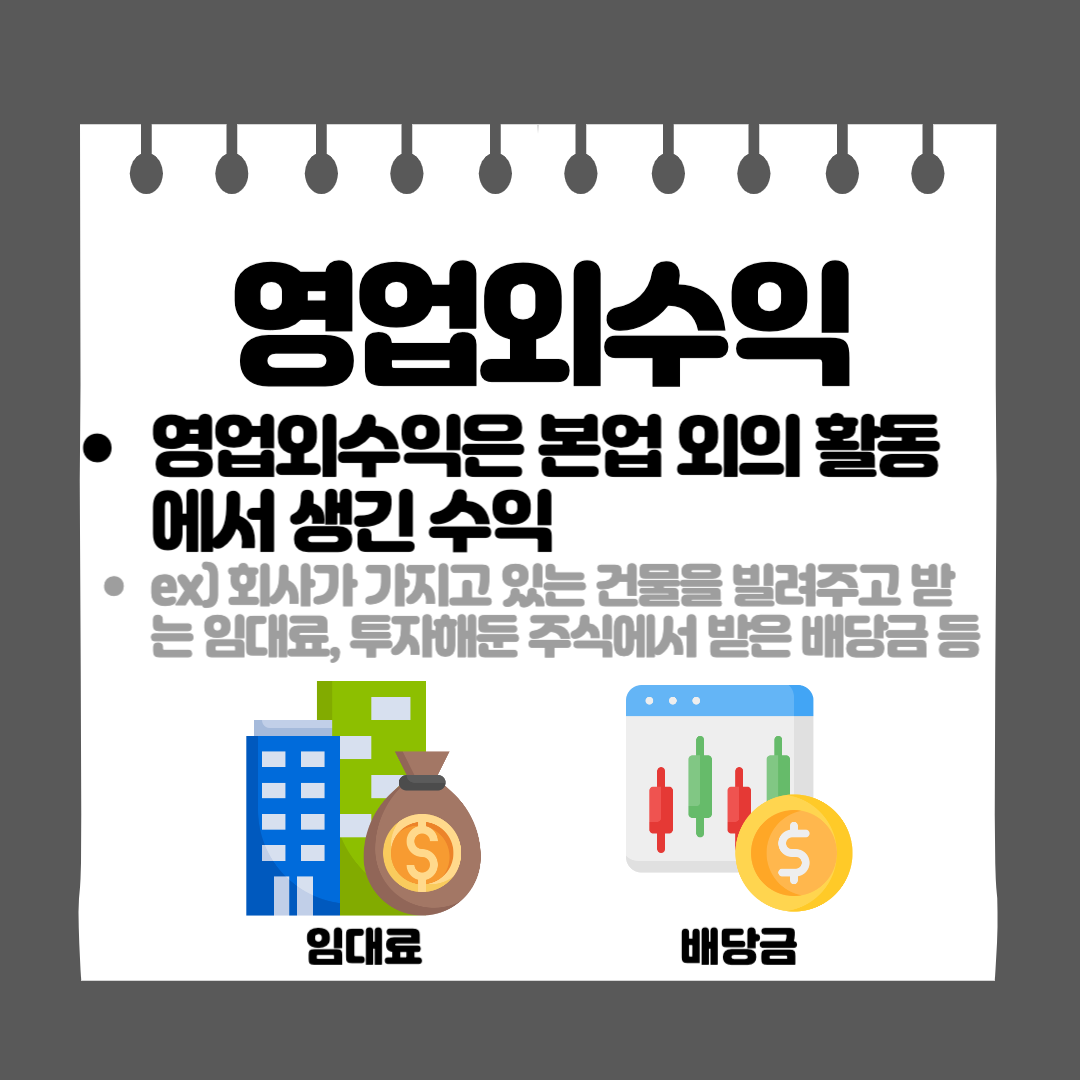 영업외수익
• 영업외수익은 본업 외의 활동
에서 생긴 수익
• ex) 회사가 가지고 있는 건물을 빌려주고 받
는 임대료, 투자해둔 주식에서 받은 배당금 등
$
$
임대료
배당금